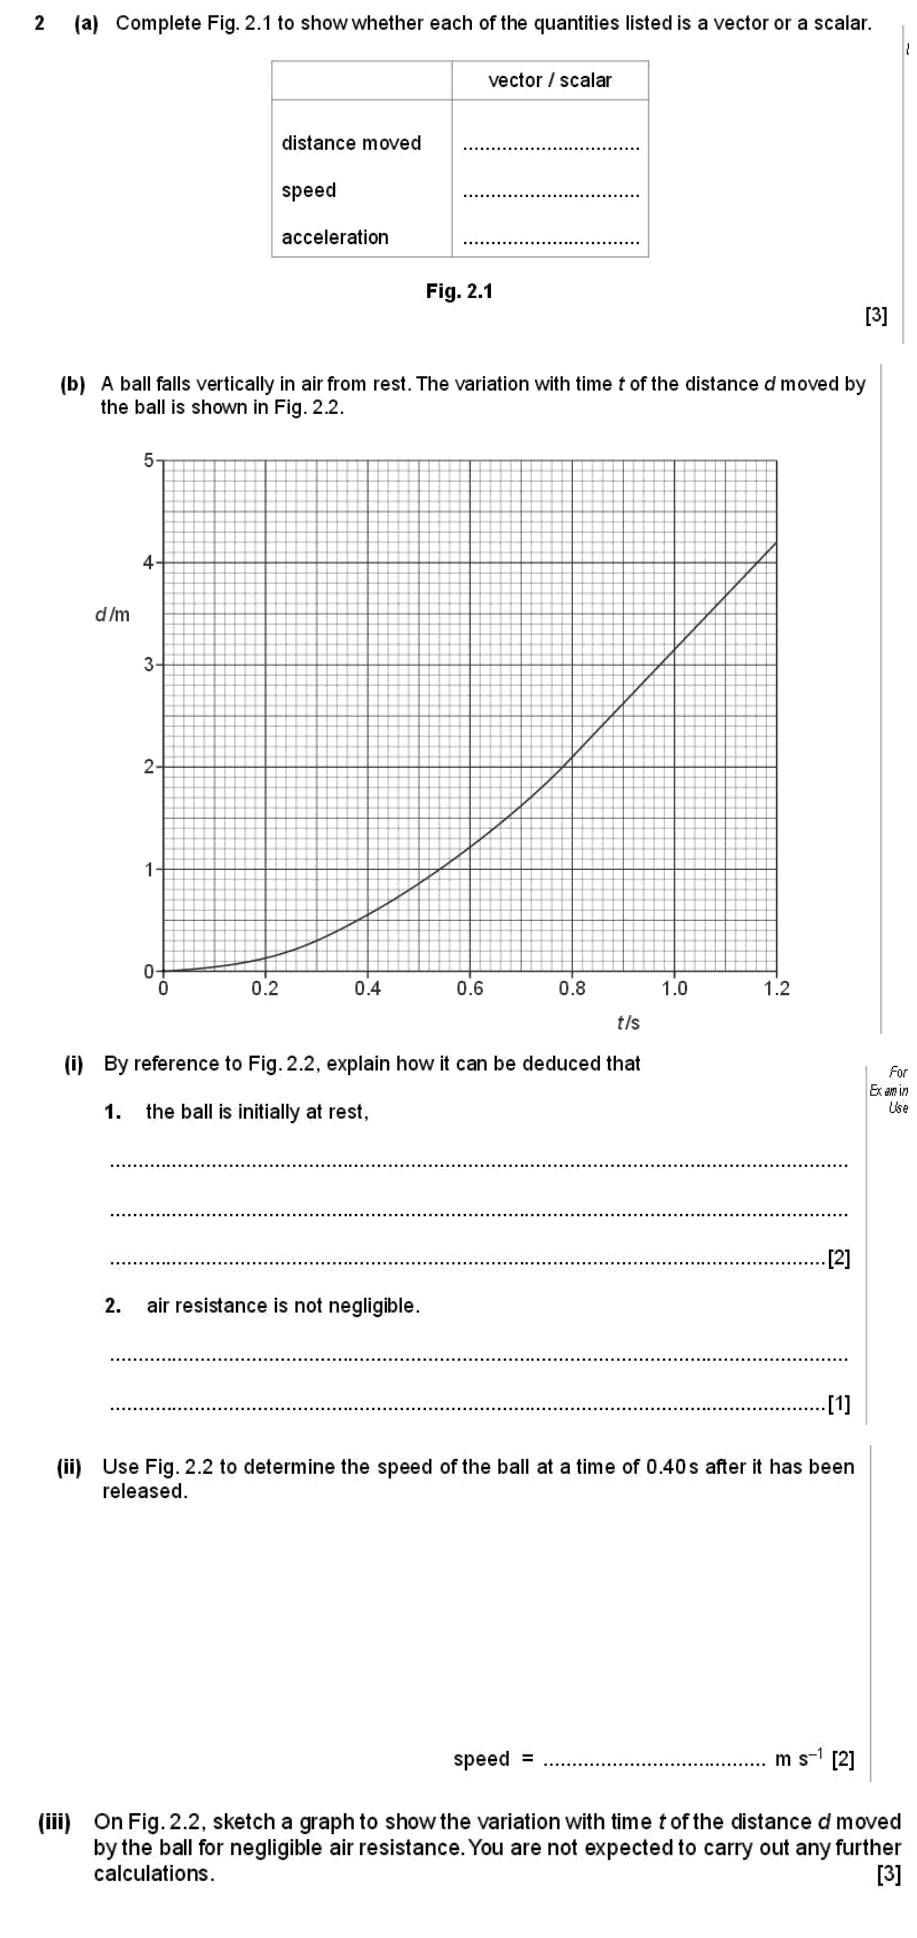 2 (a) Complete Fig. 2.1 to show whether each of the quantities listed is a vector or a scalar.
vector / scalar
distance moved ................................
speed ................................
acceleration ................................
Fig. 2.1
[3]
(b) A ball falls vertically in air from rest. The variation with time t of the distance d moved by
the ball is shown in Fig. 2.2.
5
4
d/m
3
2
1
0
0 0.2 0.4 0.6 0.8 1.0 1.2
t/s
(i) By reference to Fig. 2.2, explain how it can be deduced that
For
Examin
Use
1. the ball is initially at rest,
..........................................................................................
..........................................................................................
..........................................................................................[2]
2. air resistance is not negligible.
..........................................................................................
..........................................................................................[1]
(ii) Use Fig. 2.2 to determine the speed of the ball at a time of 0.40 s after it has been
released.
speed = ........................................ m s⁻¹ [2]
(iii) On Fig. 2.2, sketch a graph to show the variation with time t of the distance d moved
by the ball for negligible air resistance. You are not expected to carry out any further
calculations. [3]